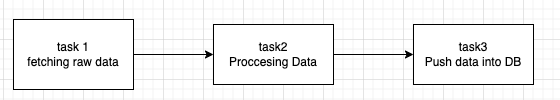 task 1
fetching raw data
task2
Proccesing Data
task3
Push data into DB